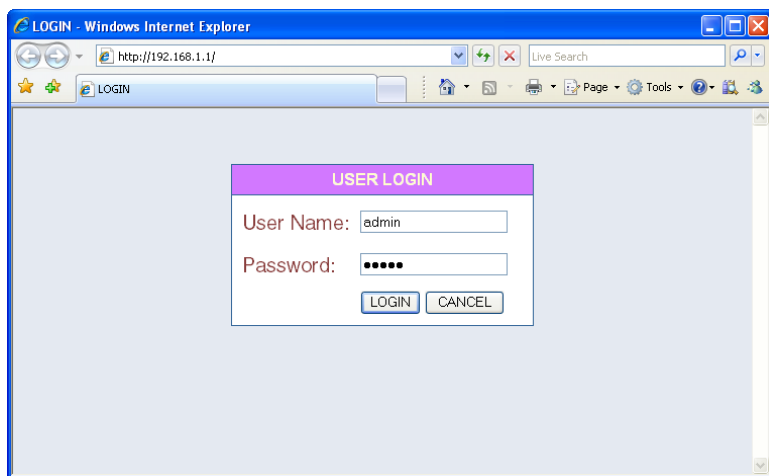 LOGIN - Windows Internet Explorer
http://192.168.1.1/
Live Search
LOGIN
Page
Tools
USER LOGIN
User Name: admin
Password: •••••
LOGIN CANCEL